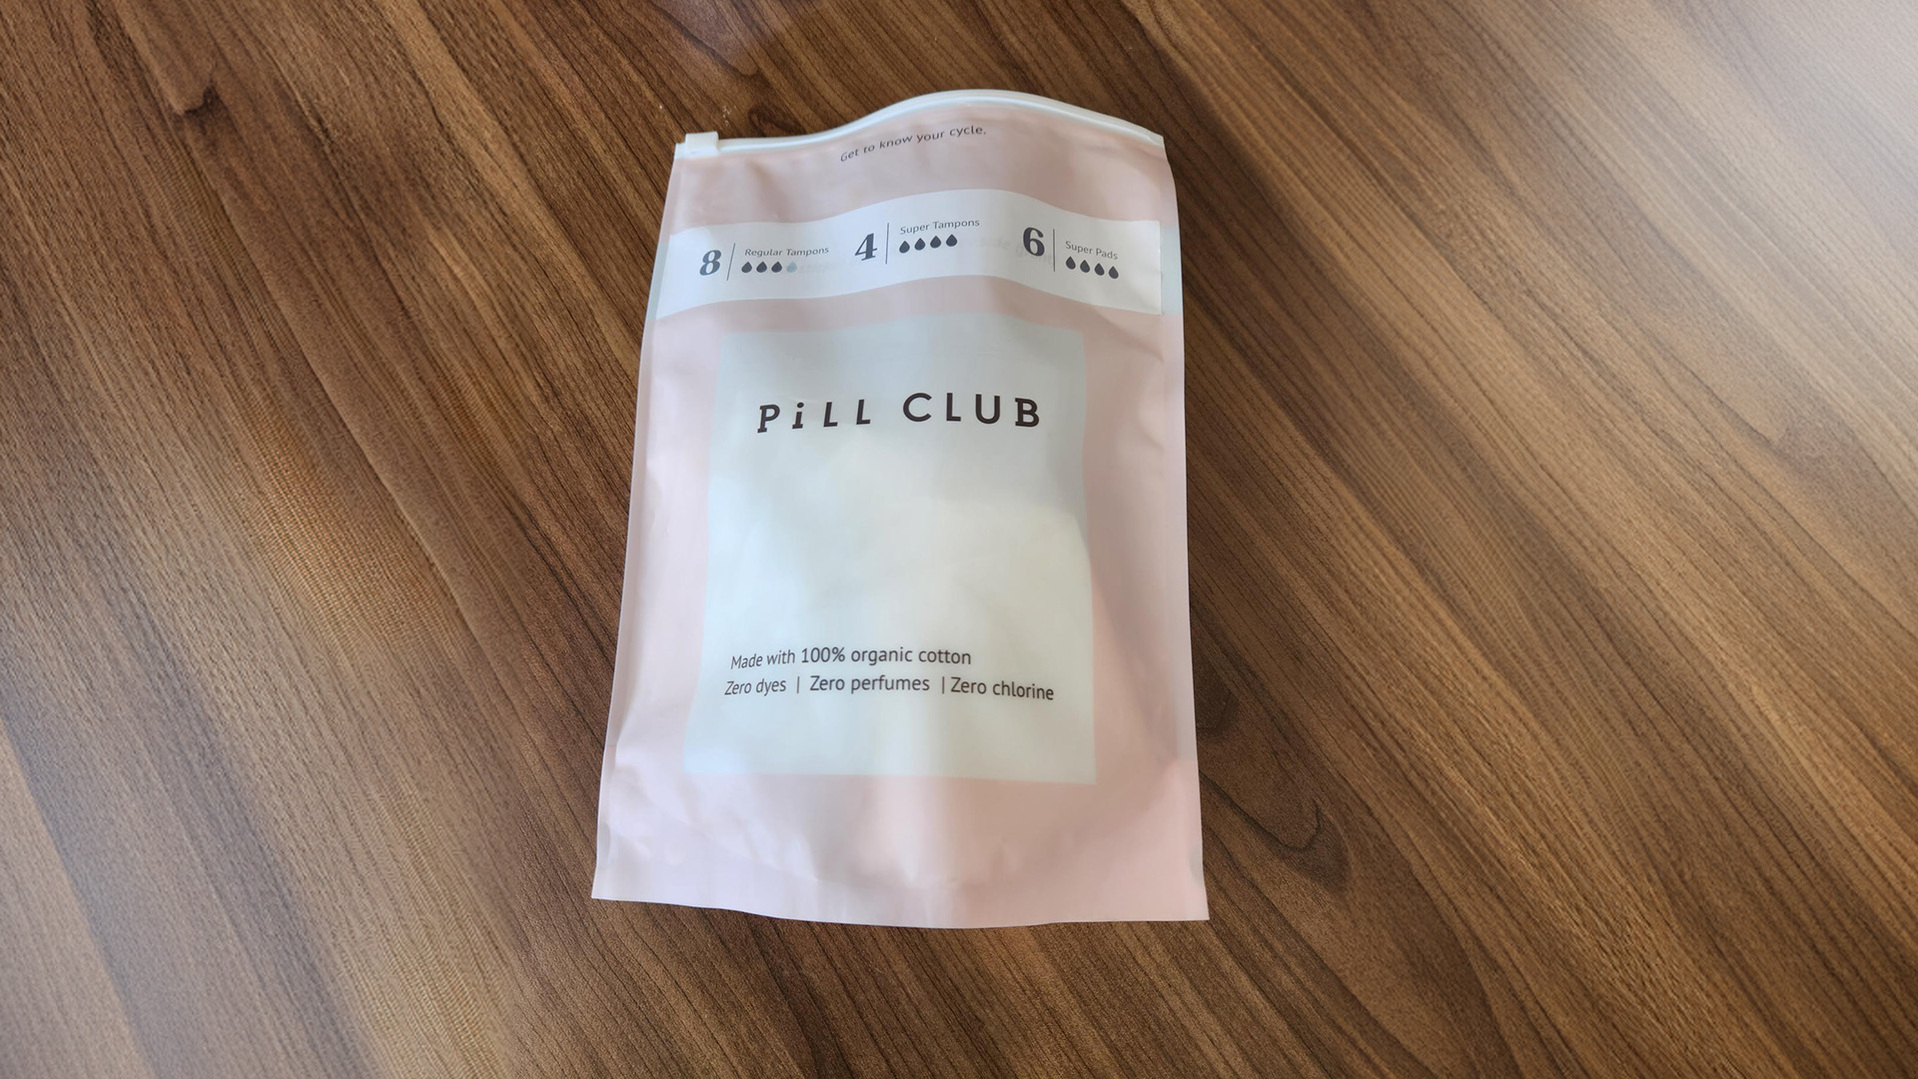 Get to know your cycle.
8 | Regular Tampons
4 | Super Tampons
6 | Super Pads
PiLL CLUB
Made with 100% organic cotton
Zero dyes | Zero perfumes | Zero chlorine